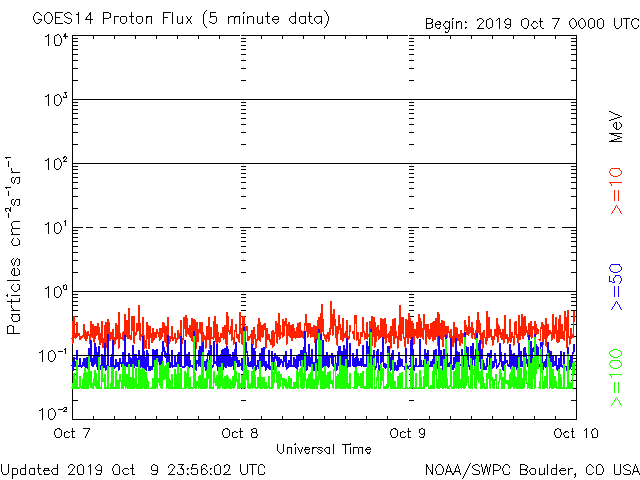 GOES14 Proton Flux (5 minute data)
Begin: 2019 Oct 7 0000 UTC
10⁴
10³
10²
10¹
10⁰
10⁻¹
10⁻²
Particles cm⁻²s⁻¹sr⁻¹
MeV
>=10
>=50
>=100
Oct 7
Oct 8
Oct 9
Oct 10
Universal Time
Updated 2019 Oct 9 23:56:02 UTC
NOAA/SWPC Boulder, CO USA